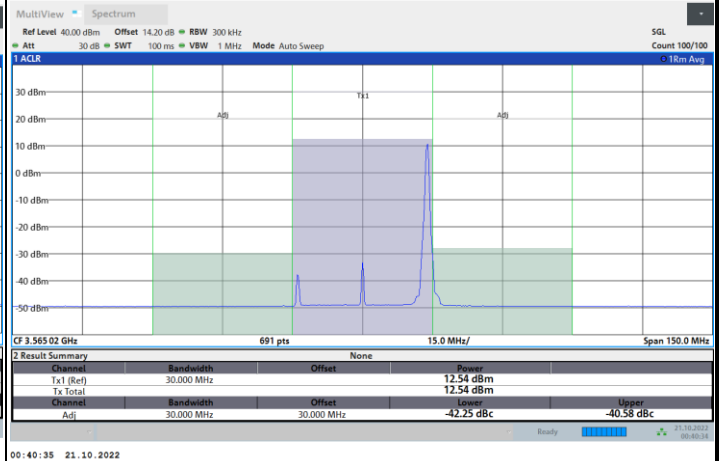 MultiView Spectrum
Ref Level 40.00 dBm Offset 14.20 dB RBW 300 kHz SGL
Att 30 dB SWT 100 ms VBW 1 MHz Mode Auto Sweep Count 100/100
1 ACLR 1Rm Avg
30 dBm
Tx1
20 dBm
Adj Adj
10 dBm
0 dBm
-10 dBm
-20 dBm
-30 dBm
-40 dBm
-50 dBm
CF 3.565 02 GHz 691 pts 15.0 MHz/ Span 150.0 MHz
2 Result Summary None
Channel Bandwidth Offset Power
Tx1 (Ref) 30.000 MHz 12.54 dBm
Tx Total 12.54 dBm
Channel Bandwidth Offset Lower Upper
Adj 30.000 MHz 30.000 MHz -42.25 dBc -40.58 dBc
Ready 21.10.2022
00:40:34
00:40:35 21.10.2022